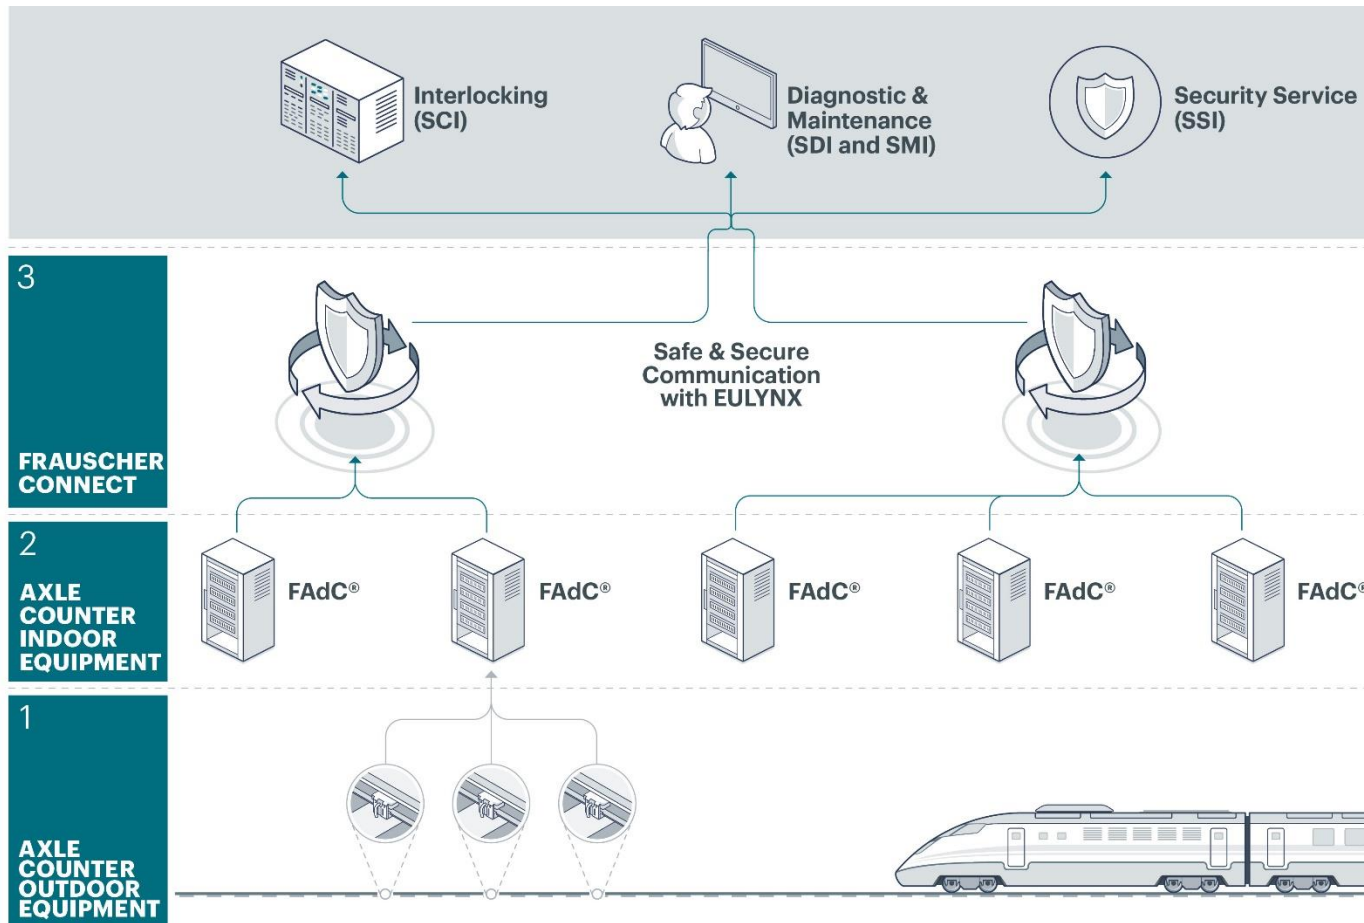 Interlocking
(SCI)
Diagnostic &
Maintenance
(SDI and SMI)
Security Service
(SSI)
3
FRAUSCHER
CONNECT
Safe & Secure
Communication
with EULYNX
2
AXLE
COUNTER
INDOOR
EQUIPMENT
FAdC®
FAdC®
FAdC®
FAdC®
FAdC®
1
AXLE
COUNTER
OUTDOOR
EQUIPMENT